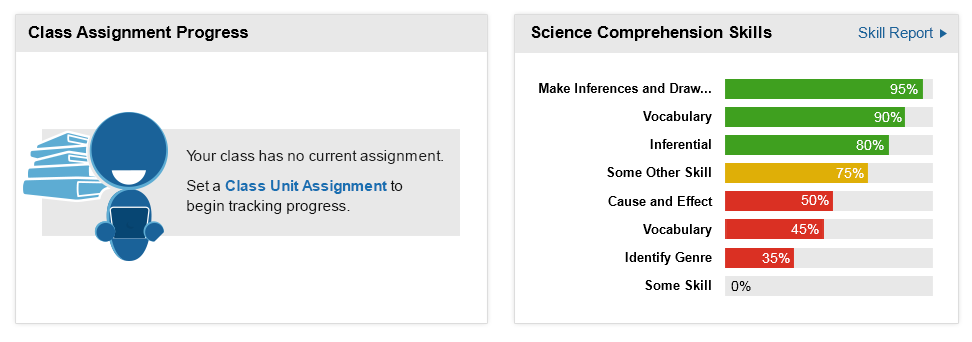 Class Assignment Progress
Your class has no current assignment.
Set a Class Unit Assignment to
begin tracking progress.
Science Comprehension Skills
Skill Report
Make Inferences and Draw... 95%
Vocabulary 90%
Inferential 80%
Some Other Skill 75%
Cause and Effect 50%
Vocabulary 45%
Identify Genre 35%
Some Skill 0%